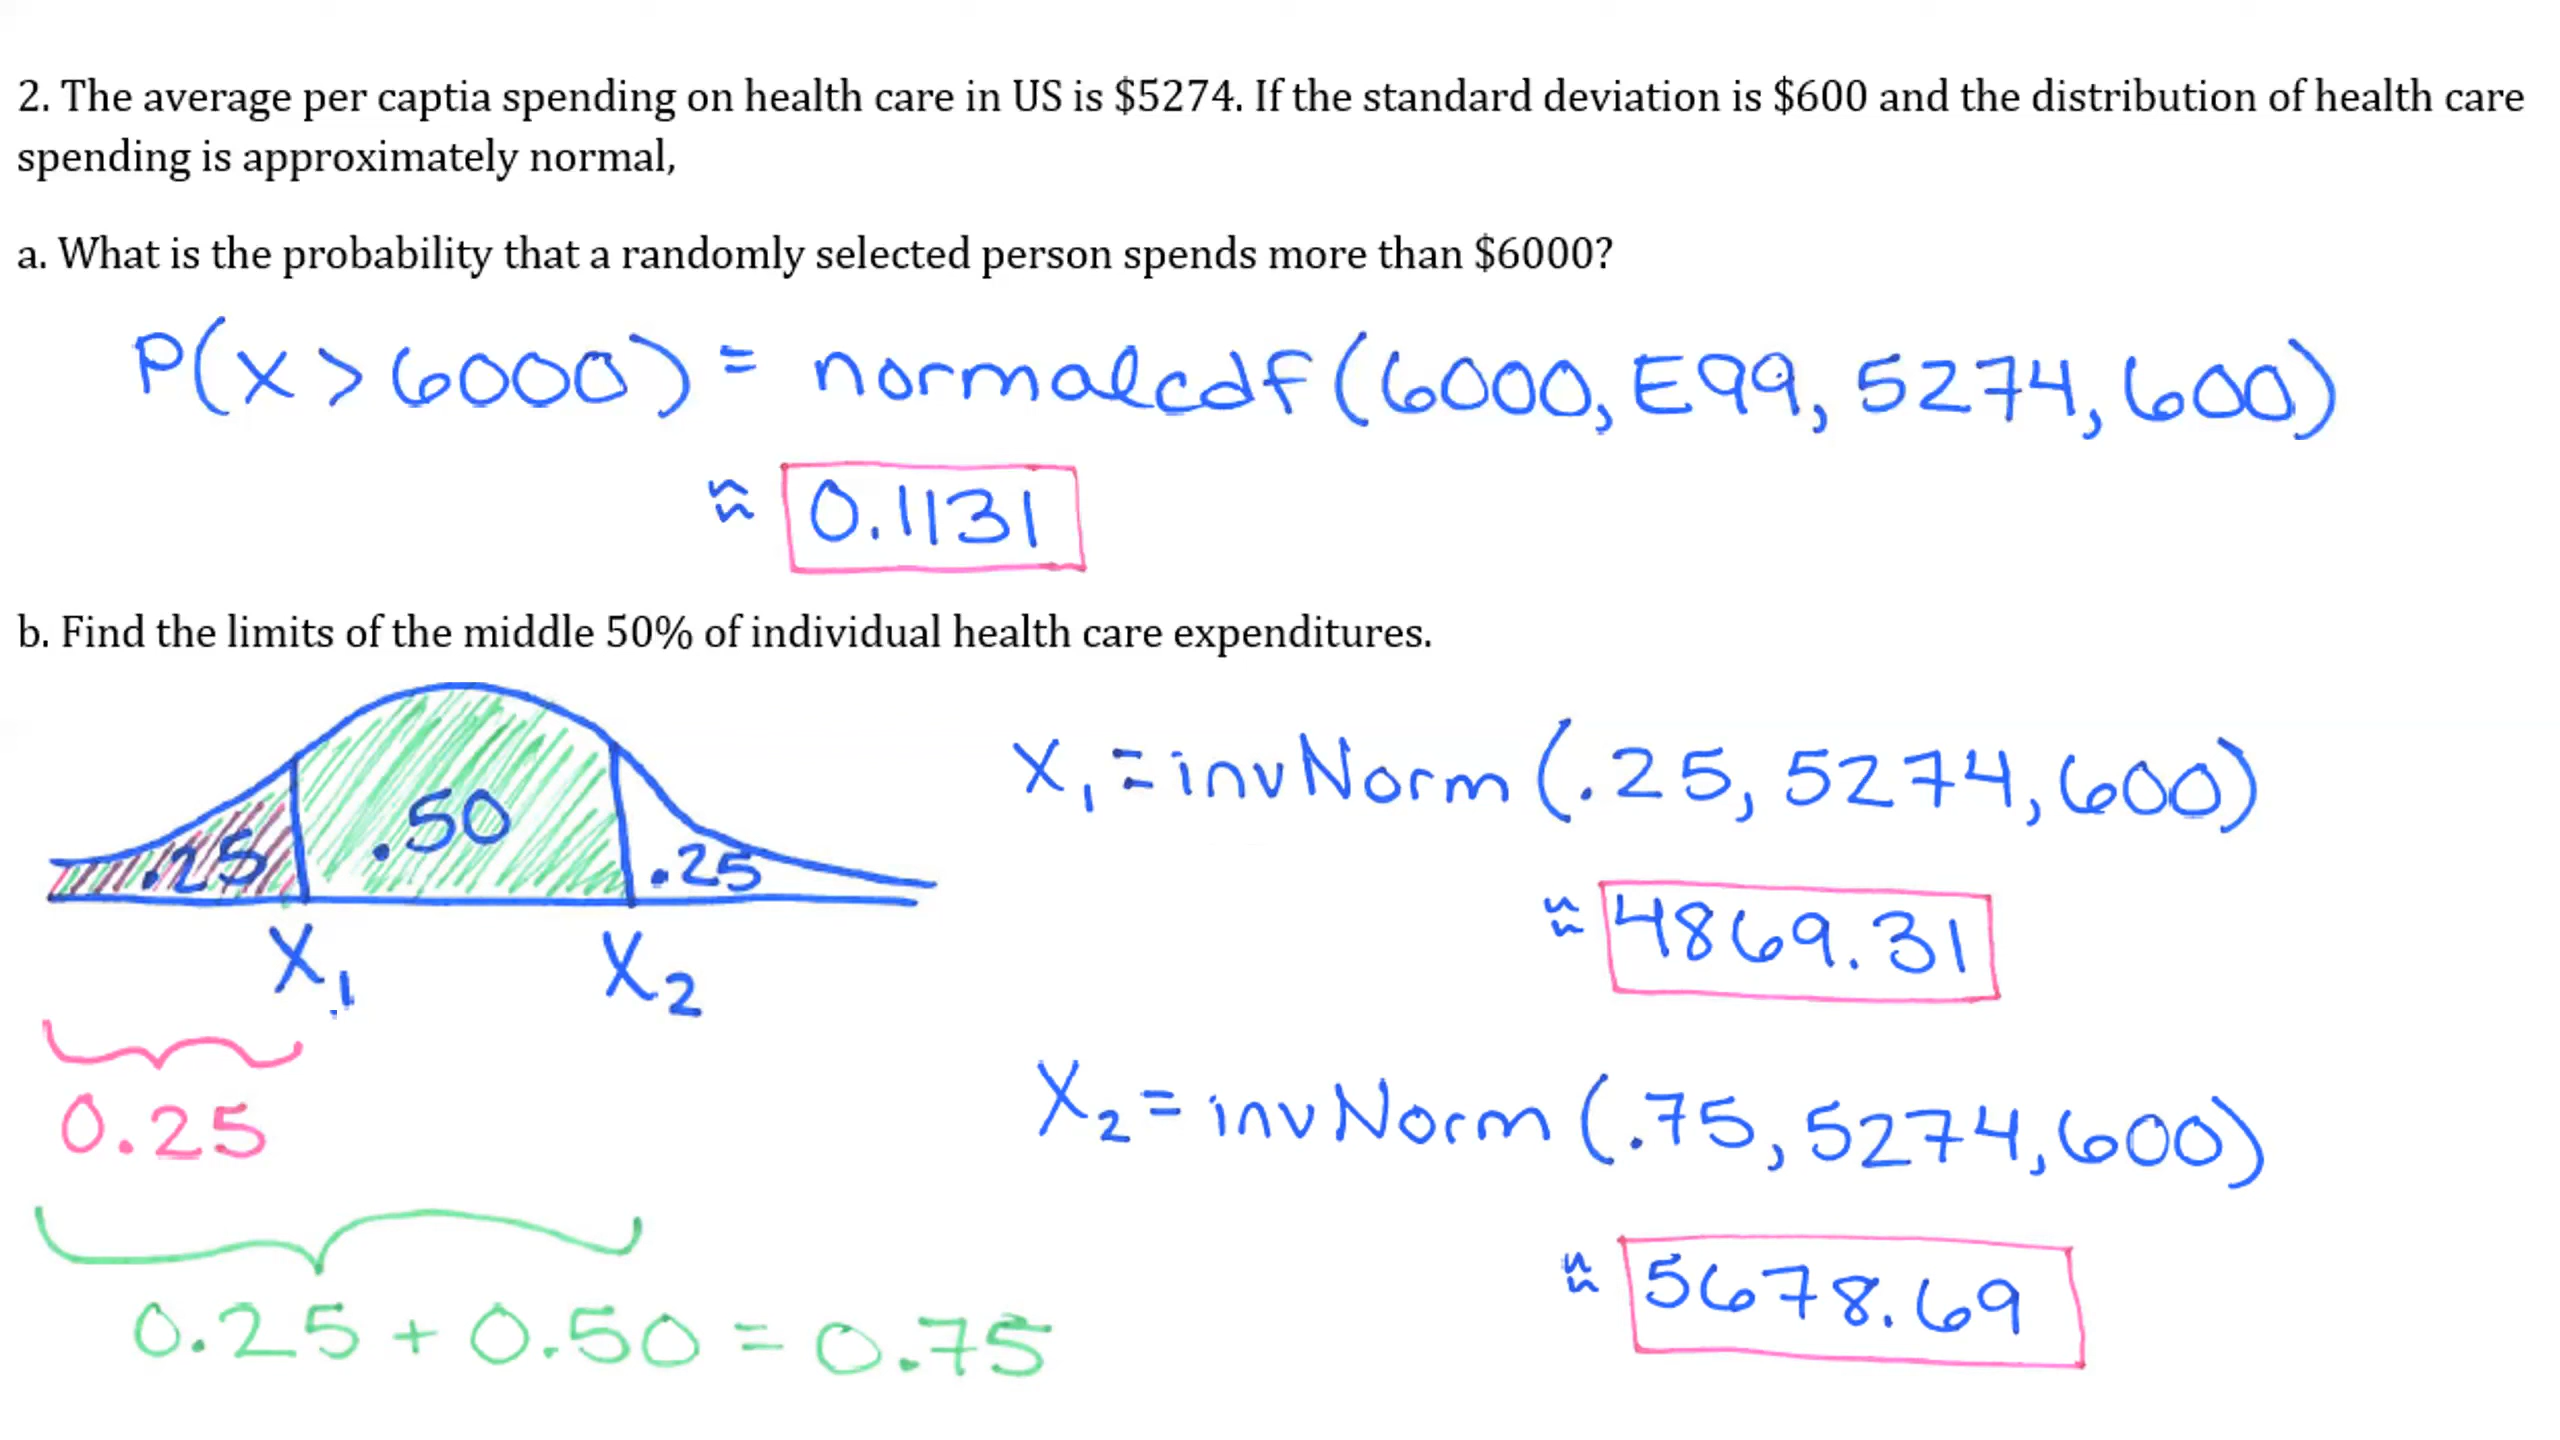 2. The average per captia spending on health care in US is $5274. If the standard deviation is $600 and the distribution of health care
spending is approximately normal,
a. What is the probability that a randomly selected person spends more than $6000?
P(x > 6000) = normalcdf(6000, E99, 5274, 600)
≈ 0.1131
b. Find the limits of the middle 50% of individual health care expenditures.
.25 .50 .25
X₁ X₂
0.25
0.25 + 0.50 = 0.75
X₁ = invNorm(.25, 5274, 600)
≈ 4869.31
X₂ = invNorm(.75, 5274, 600)
≈ 5678.69